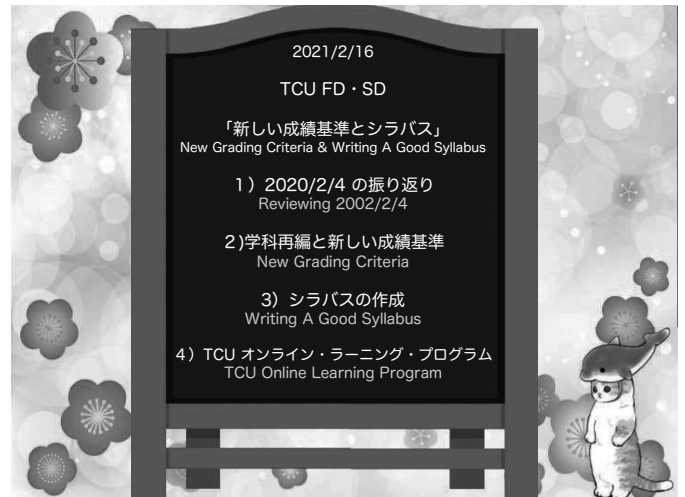 2021/2/16
TCU FD・SD
「新しい成績基準とシラバス」
New Grading Criteria & Writing A Good Syllabus
1）2020/2/4 の振り返り
Reviewing 2002/2/4
2)学科再編と新しい成績基準
New Grading Criteria
3）シラバスの作成
Writing A Good Syllabus
4）TCU オンライン・ラーニング・プログラム
TCU Online Learning Program